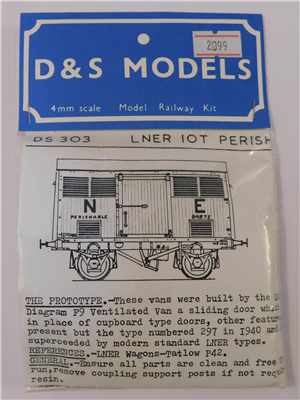 2099
D&S MODELS
4mm scale Model Railway Kit
DS 303 LNER 10T PERISH
N E
PERISHABLE
THE PROTOTYPE.-These vans were built by the
Diagram F9 Ventilated Van a sliding door wh
in place of cupboard type doors, other featur
present but the type numbered 297 in I940 and
superceeded by modern standard LNER types.
REFERENCES.-LNER Wagons-Tatlow P42.
GENERAL.-Ensure all parts are clean and free
run,remove coupling support posts if not requ
resin.